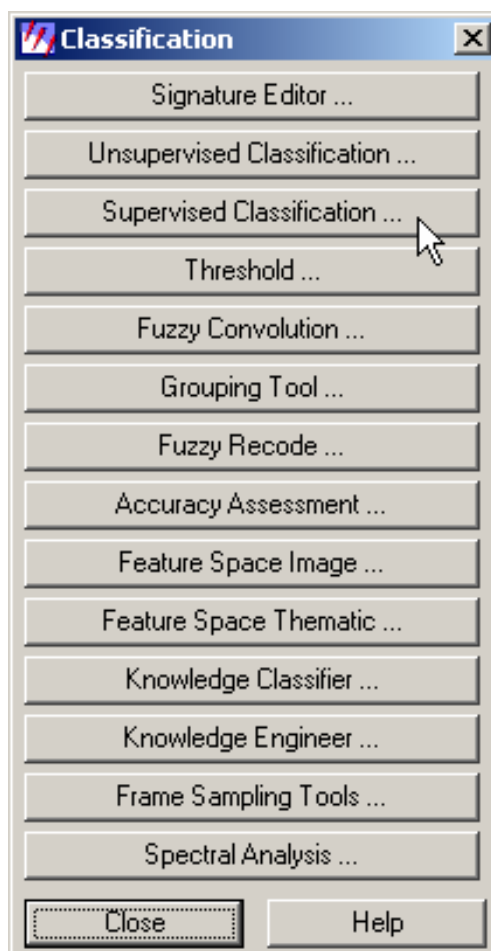 Classification
Signature Editor ...
Unsupervised Classification ...
Supervised Classification ...
Threshold ...
Fuzzy Convolution ...
Grouping Tool ...
Fuzzy Recode ...
Accuracy Assessment ...
Feature Space Image ...
Feature Space Thematic ...
Knowledge Classifier ...
Knowledge Engineer ...
Frame Sampling Tools ...
Spectral Analysis ...
Close Help